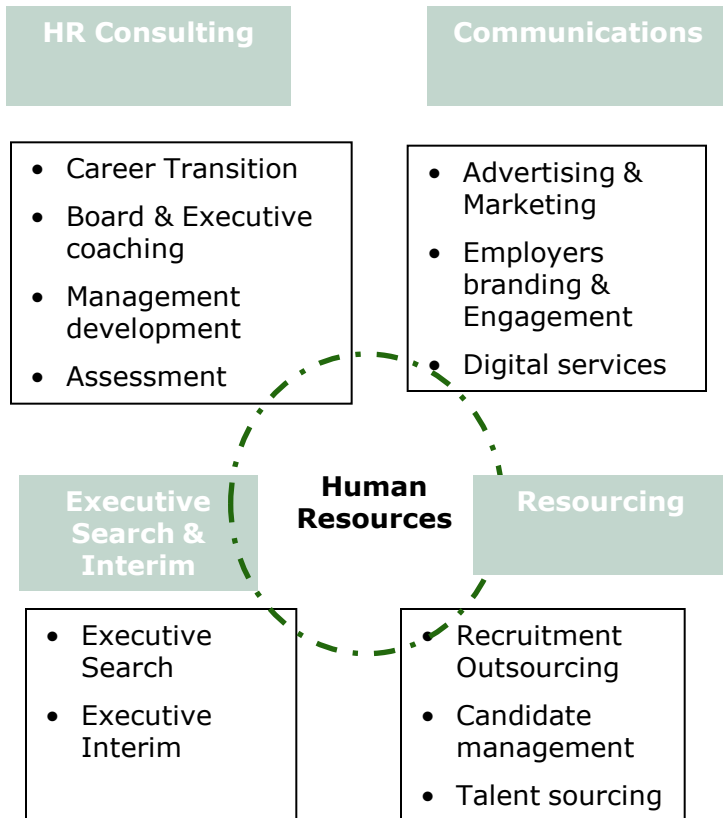 HR Consulting
Communications
• Career Transition
• Board & Executive
coaching
• Management
development
• Assessment
• Advertising &
Marketing
• Employers
branding &
Engagement
• Digital services
Human
Resources
Executive
Search &
Interim
Resourcing
• Executive
Search
• Executive
Interim
• Recruitment
Outsourcing
• Candidate
management
• Talent sourcing